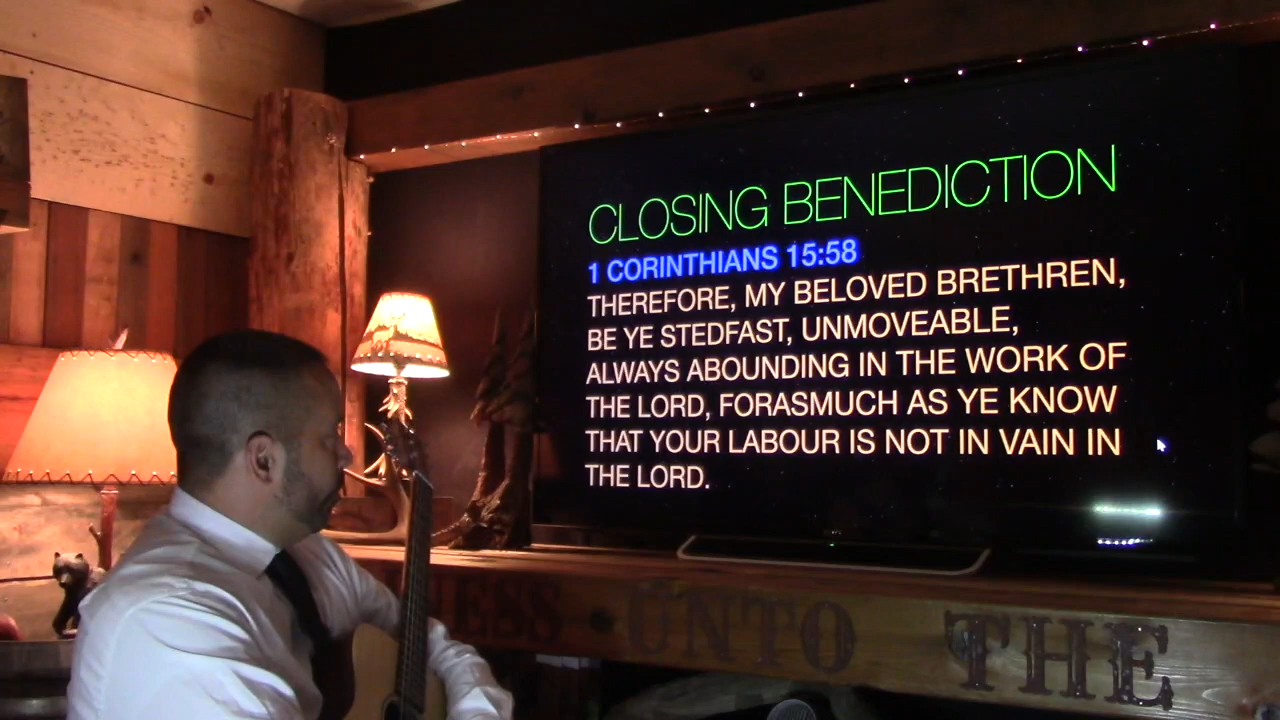 CLOSING BENEDICTION
1 CORINTHIANS 15:58
THEREFORE, MY BELOVED BRETHREN,
BE YE STEDFAST, UNMOVEABLE,
ALWAYS ABOUNDING IN THE WORK OF
THE LORD, FORASMUCH AS YE KNOW
THAT YOUR LABOUR IS NOT IN VAIN IN
THE LORD.
NESS UNTO THE